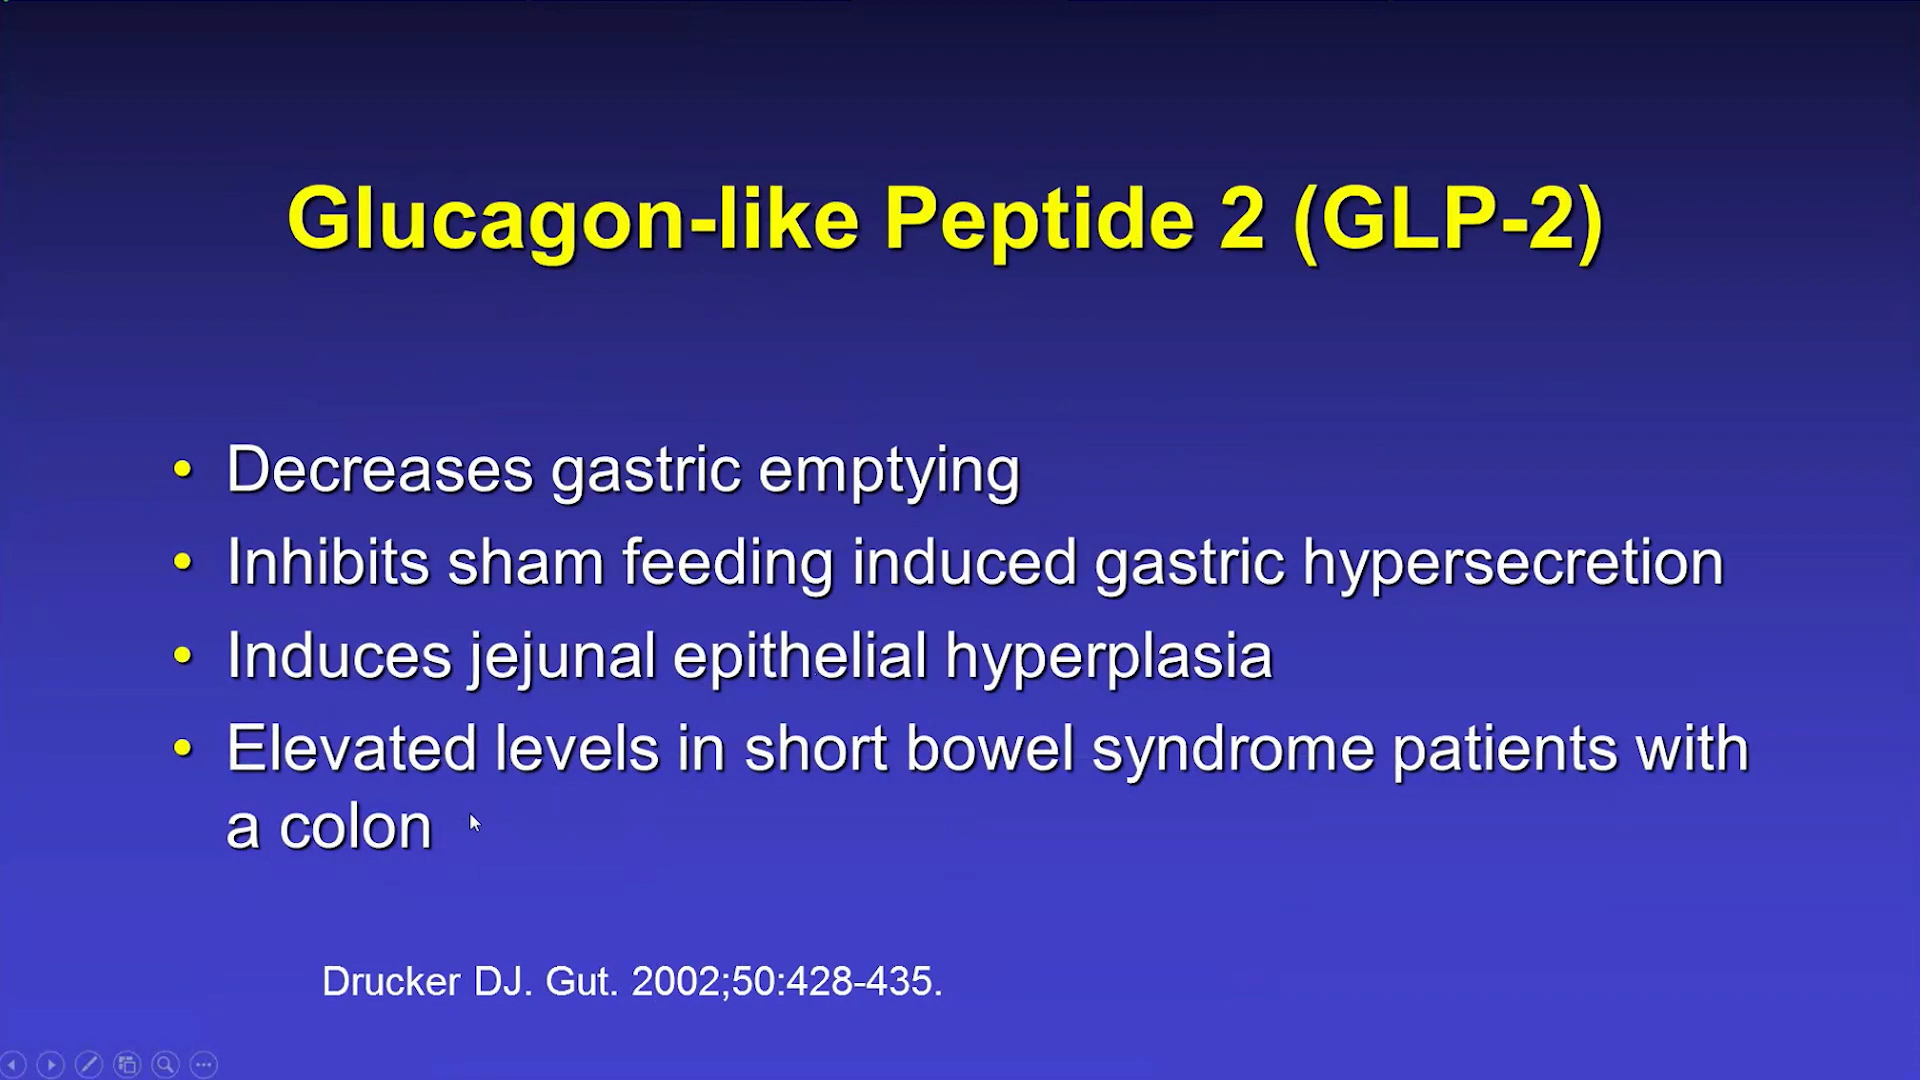 Glucagon-like Peptide 2 (GLP-2)
• Decreases gastric emptying
• Inhibits sham feeding induced gastric hypersecretion
• Induces jejunal epithelial hyperplasia
• Elevated levels in short bowel syndrome patients with
a colon
Drucker DJ. Gut. 2002;50:428-435.